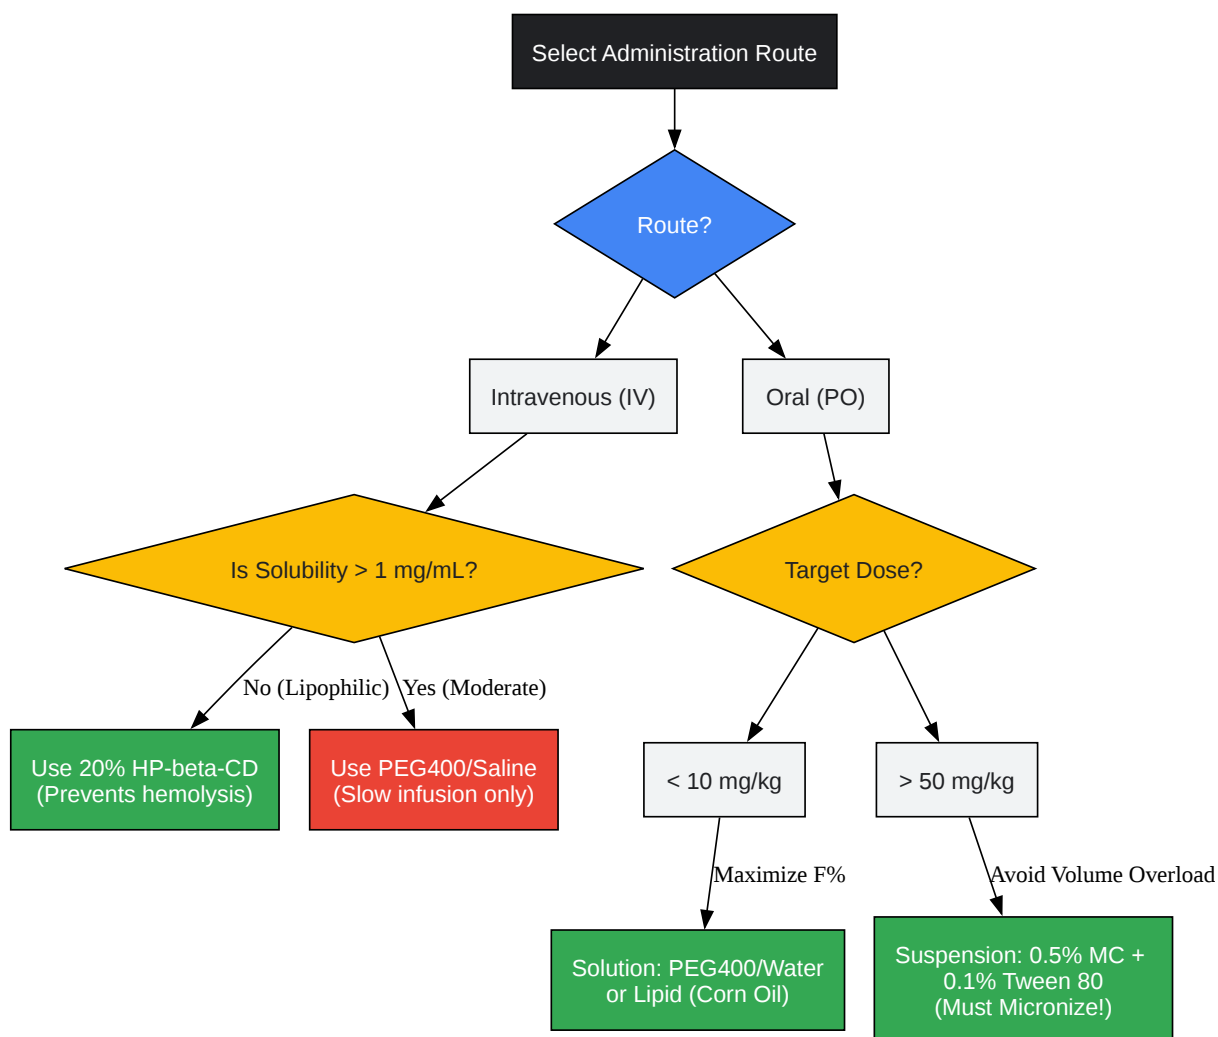 Select Administration Route
Route?
Intravenous (IV)
Oral (PO)
Is Solubility > 1 mg/mL?
Target Dose?
No (Lipophilic)
Yes (Moderate)
Use 20% HP-beta-CD
(Prevents hemolysis)
Use PEG400/Saline
(Slow infusion only)
< 10 mg/kg
> 50 mg/kg
Maximize F%
Avoid Volume Overload
Solution: PEG400/Water
or Lipid (Corn Oil)
Suspension: 0.5% MC +
0.1% Tween 80
(Must Micronize!)